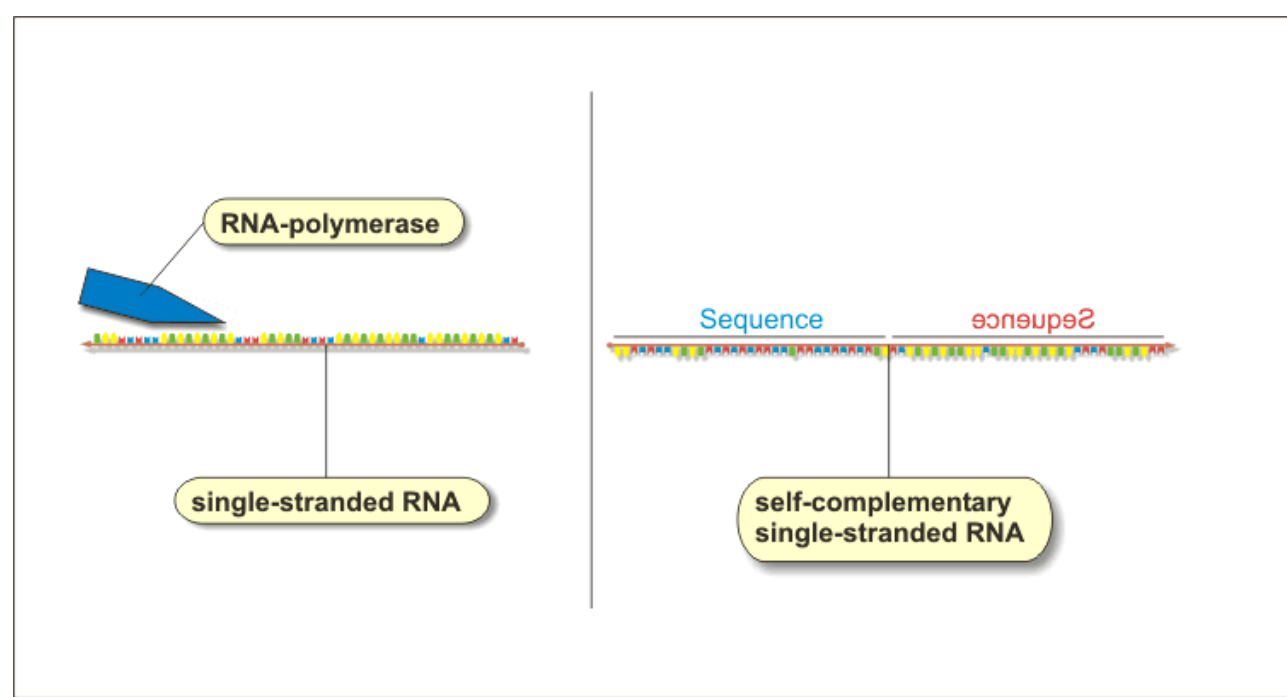 RNA-polymerase
single-stranded RNA
Sequence
Sequence
self-complementary
single-stranded RNA